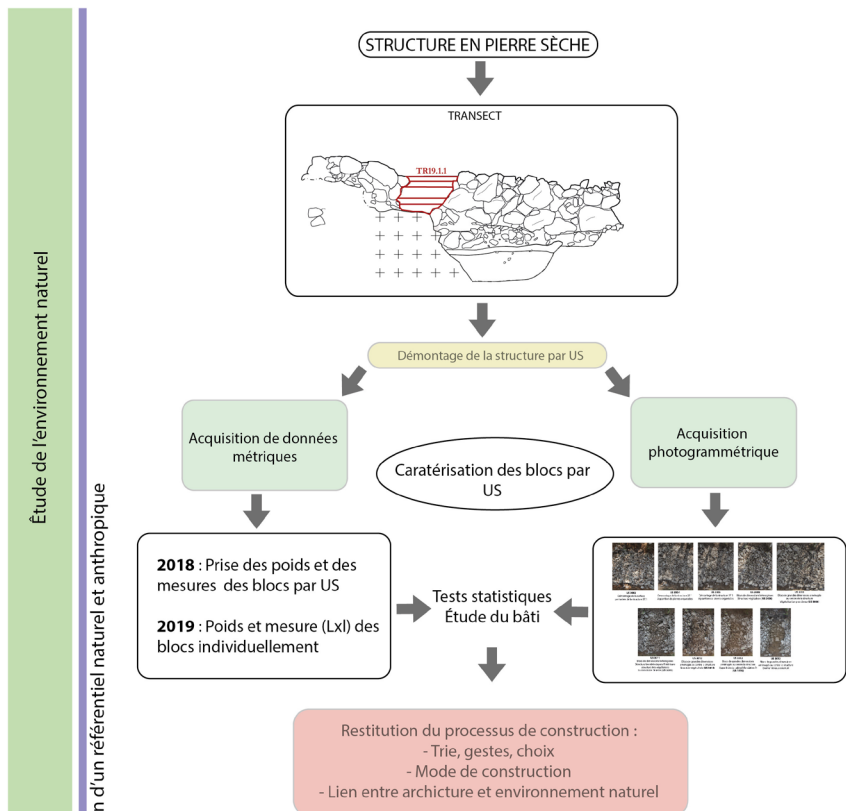 STRUCTURE EN PIERRE SÈCHE
TRANSECT
TR19.1.1
Démontage de la structure par US
Acquisition de données
métriques
Acquisition
photogrammétrique
Caratérisation des blocs par
US
2018 : Prise des poids et des
mesures des blocs par US
2019 : Poids et mesure (Lxl) des
blocs individuellement
Tests statistiques
Étude du bâti
Restitution du processus de construction :
- Trie, gestes, choix
- Mode de construction
- Lien entre archicture et environnement naturel
Étude de l'environnement naturel
n d'un référentiel naturel et anthropique